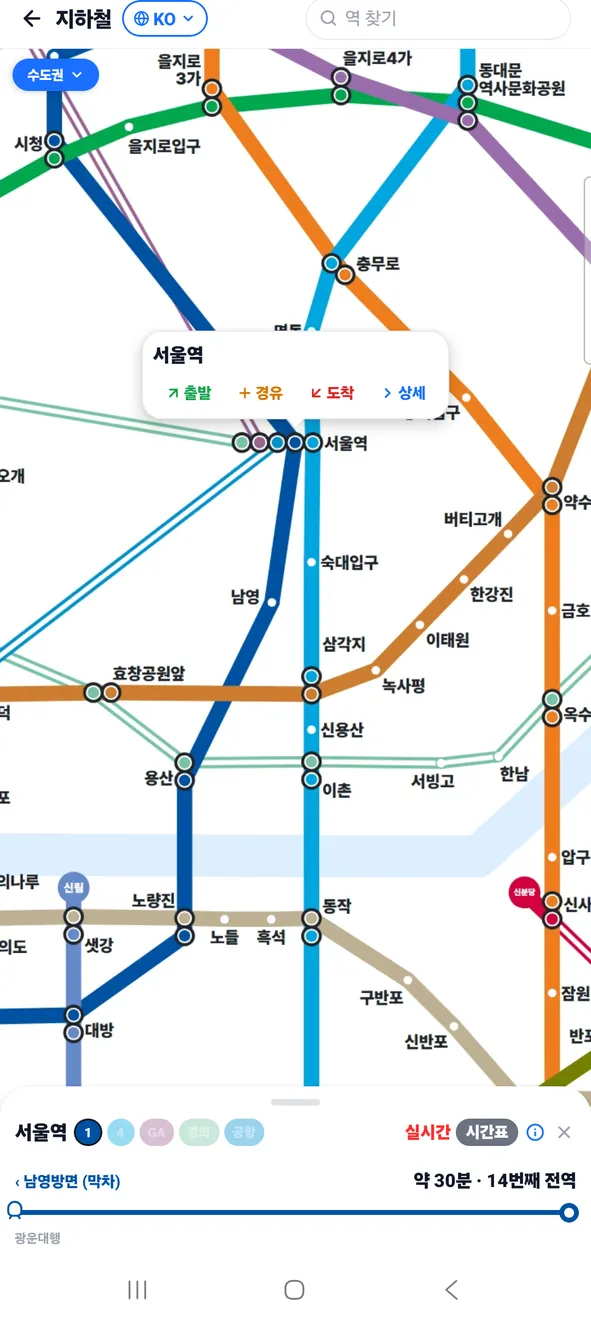 지하철
KO
역 찾기
수도권
을지로
3가
을지로4가
동대문
역사문화공원
시청
을지로입구
충무로
서울역
출발
경유
도착
상세
서울역
버티고개
약수
숙대입구
한강진
남영
금호
이태원
삼각지
효창공원앞
녹사평
옥수
신용산
용산
이촌
서빙고
한남
압구
신림
신분당
노량진
동작
신사
샛강
노들
흑석
구반포
잠원
대방
신반포
서울역
1
4
GA
경의
공항
실시간
시간표
‹ 남영방면 (막차)
약 30분 · 14번째 전역
광운대행